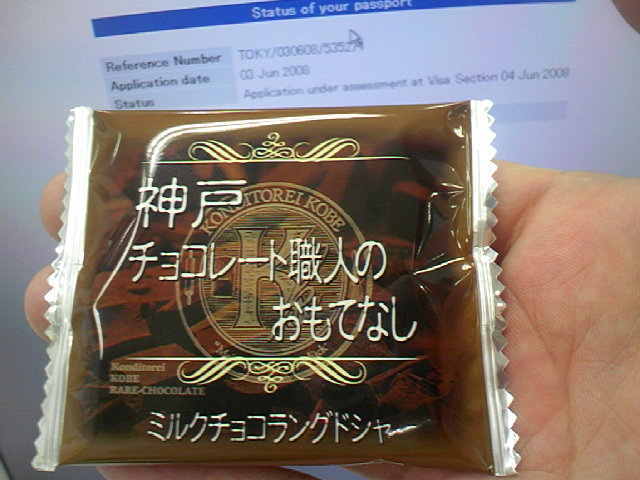 Status of your passport
Reference Number
Application date 03 Jun 2008
Status Application under assessment at Visa Section 04 Jun 2008
KONDITOREI KOBE
K
神戸
チョコレート職人の
おもてなし
Konditorei
KOBE
RARE-CHOCOLATE
ミルクチョコラングドシャ